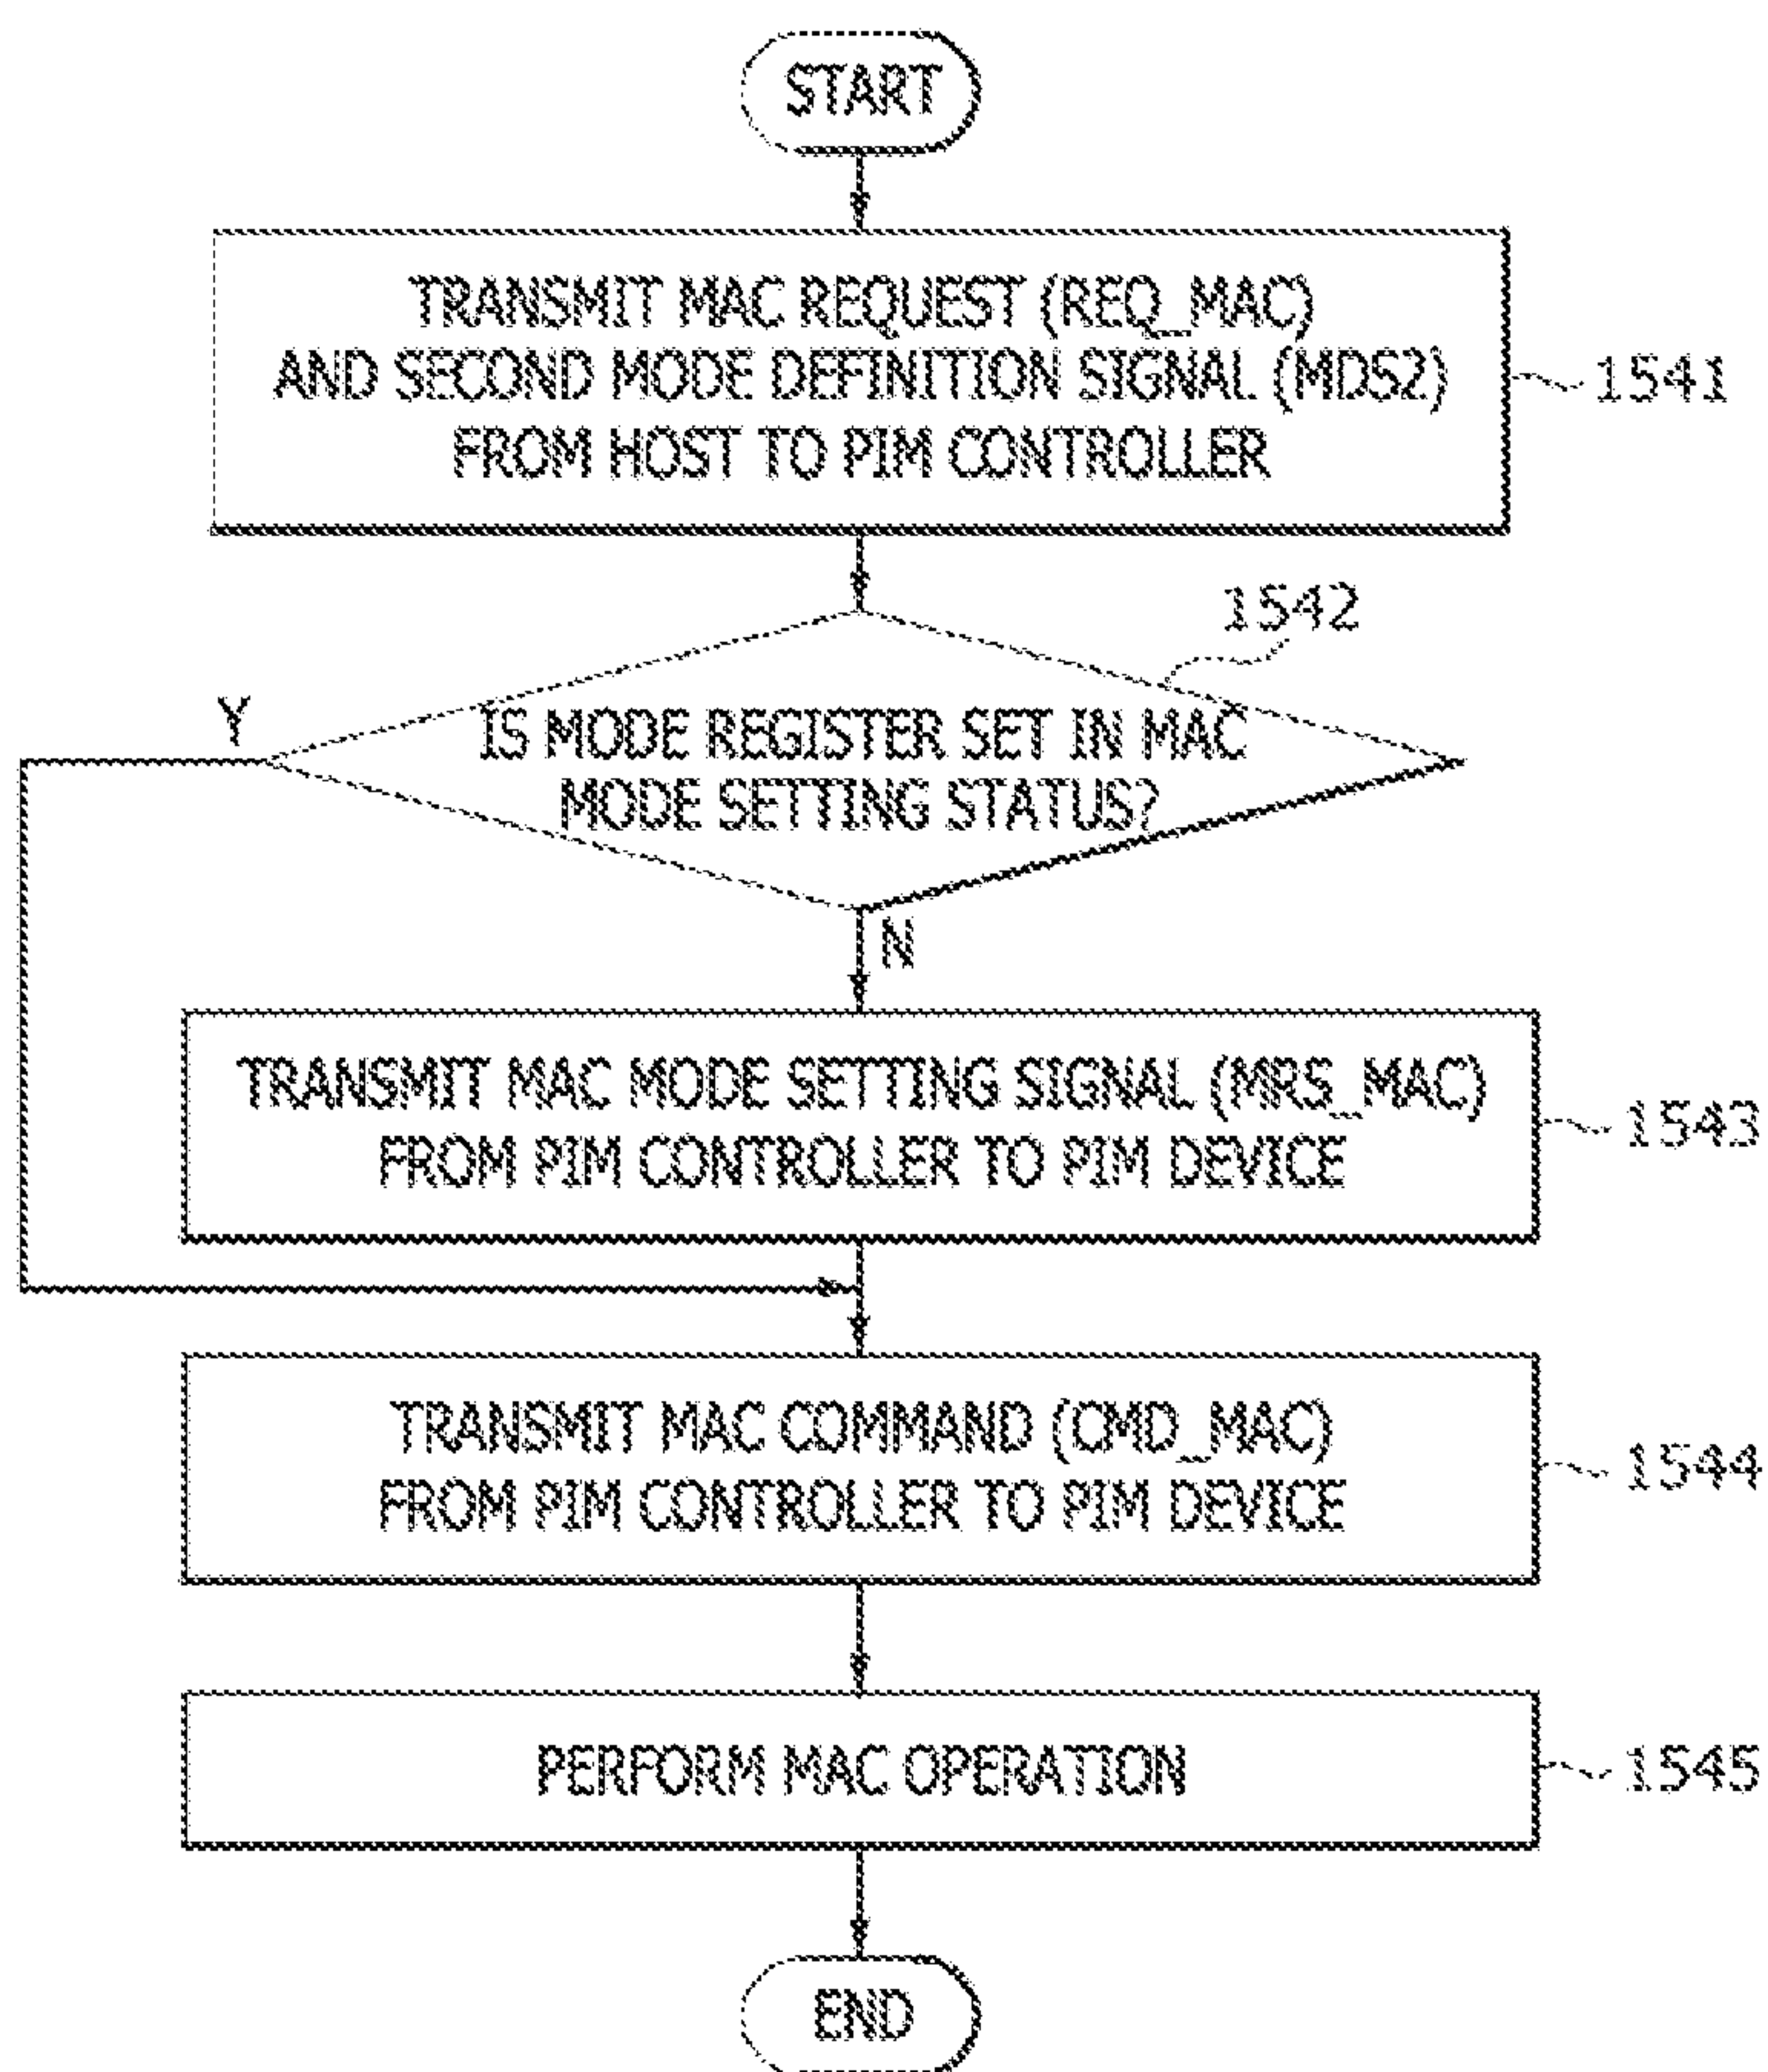 START
TRANSMIT MAC REQUEST (REQ_MAC)
AND SECOND MODE DEFINITION SIGNAL (MDS2)
FROM HOST TO PIM CONTROLLER
1541
1542
Y
IS MODE REGISTER SET IN MAC
MODE SETTING STATUS?
N
TRANSMIT MAC MODE SETTING SIGNAL (MRS_MAC)
FROM PIM CONTROLLER TO PIM DEVICE
1543
TRANSMIT MAC COMMAND (CMD_MAC)
FROM PIM CONTROLLER TO PIM DEVICE
1544
PERFORM MAC OPERATION
1545
END